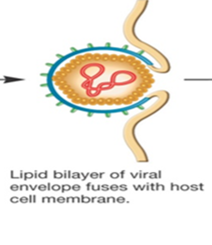 Lipid bilayer of viral
envelope fuses with host
cell membrane.